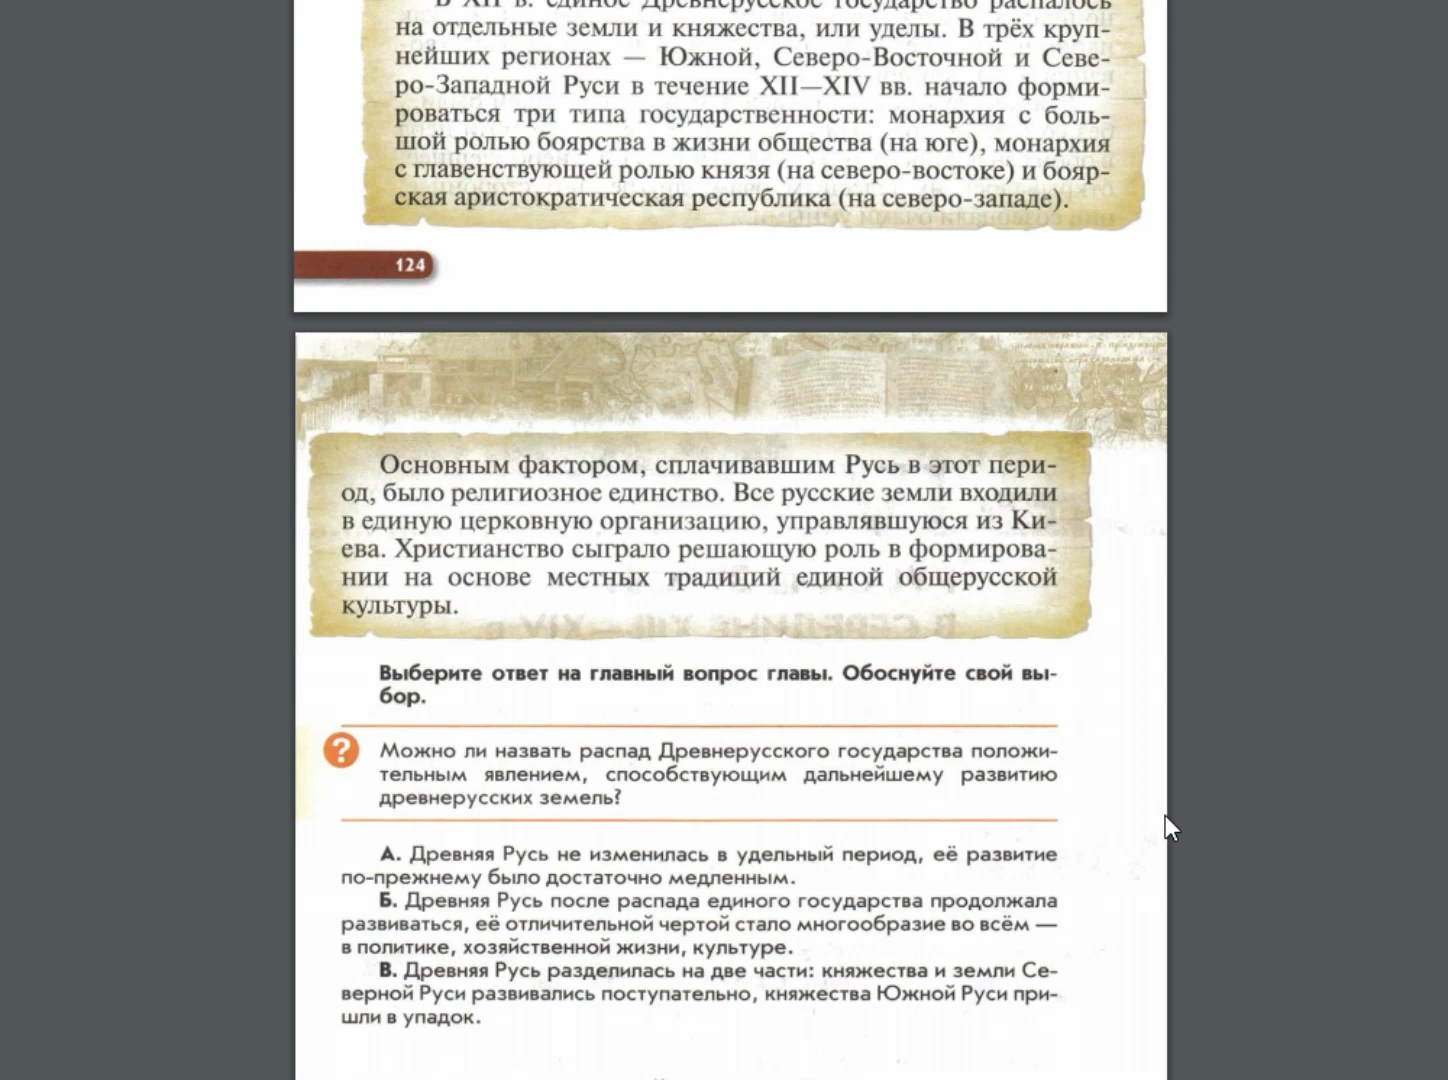 В XII в. единое Древнерусское государство распалось
на отдельные земли и княжества, или уделы. В трёх круп-
нейших регионах — Южной, Северо-Восточной и Севе-
ро-Западной Руси в течение XII—XIV вв. начало форми-
роваться три типа государственности: монархия с боль-
шой ролью боярства в жизни общества (на юге), монархия
с главенствующей ролью князя (на северо-востоке) и бояр-
ская аристократическая республика (на северо-западе).
124
Основным фактором, сплачивавшим Русь в этот пери-
од, было религиозное единство. Все русские земли входили
в единую церковную организацию, управлявшуюся из Ки-
ева. Христианство сыграло решающую роль в формирова-
нии на основе местных традиций единой общерусской
культуры.
Выберите ответ на главный вопрос главы. Обоснуйте свой вы-
бор.
?
Можно ли назвать распад Древнерусского государства положи-
тельным явлением, способствующим дальнейшему развитию
древнерусских земель?
А. Древняя Русь не изменилась в удельный период, её развитие
по-прежнему было достаточно медленным.
Б. Древняя Русь после распада единого государства продолжала
развиваться, её отличительной чертой стало многообразие во всём —
в политике, хозяйственной жизни, культуре.
В. Древняя Русь разделилась на две части: княжества и земли Се-
верной Руси развивались поступательно, княжества Южной Руси при-
шли в упадок.